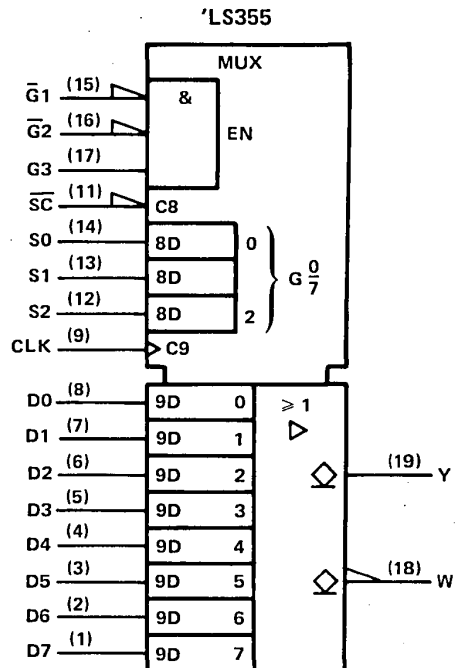 'LS355
MUX
G̅1 (15) &
G̅2 (16) EN
G3 (17)
S̅C̅ (11) C8
S0 (14) 8D 0
S1 (13) 8D G 0/7
S2 (12) 8D 2
CLK (9) C9
D0 (8) 9D 0 ≥ 1
D1 (7) 9D 1
D2 (6) 9D 2 (19) Y
D3 (5) 9D 3
D4 (4) 9D 4
D5 (3) 9D 5 (18) W
D6 (2) 9D 6
D7 (1) 9D 7